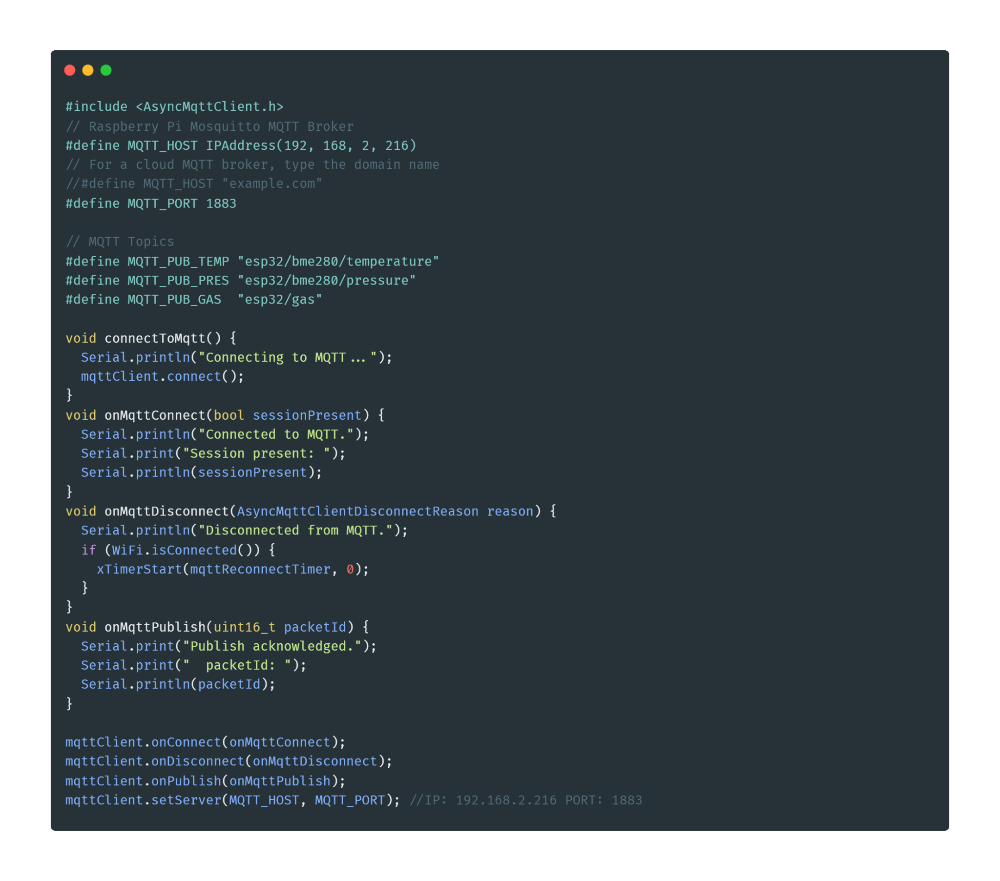 #include <AsyncMqttClient.h>
// Raspberry Pi Mosquitto MQTT Broker
#define MQTT_HOST IPAddress(192, 168, 2, 216)
// For a cloud MQTT broker, type the domain name
//#define MQTT_HOST "example.com"
#define MQTT_PORT 1883

// MQTT Topics
#define MQTT_PUB_TEMP "esp32/bme280/temperature"
#define MQTT_PUB_PRES "esp32/bme280/pressure"
#define MQTT_PUB_GAS  "esp32/gas"

void connectToMqtt() {
  Serial.println("Connecting to MQTT...");
  mqttClient.connect();
}
void onMqttConnect(bool sessionPresent) {
  Serial.println("Connected to MQTT.");
  Serial.print("Session present: ");
  Serial.println(sessionPresent);
}
void onMqttDisconnect(AsyncMqttClientDisconnectReason reason) {
  Serial.println("Disconnected from MQTT.");
  if (WiFi.isConnected()) {
    xTimerStart(mqttReconnectTimer, 0);
  }
}
void onMqttPublish(uint16_t packetId) {
  Serial.print("Publish acknowledged.");
  Serial.print("  packetId: ");
  Serial.println(packetId);
}

mqttClient.onConnect(onMqttConnect);
mqttClient.onDisconnect(onMqttDisconnect);
mqttClient.onPublish(onMqttPublish);
mqttClient.setServer(MQTT_HOST, MQTT_PORT); //IP: 192.168.2.216 PORT: 1883